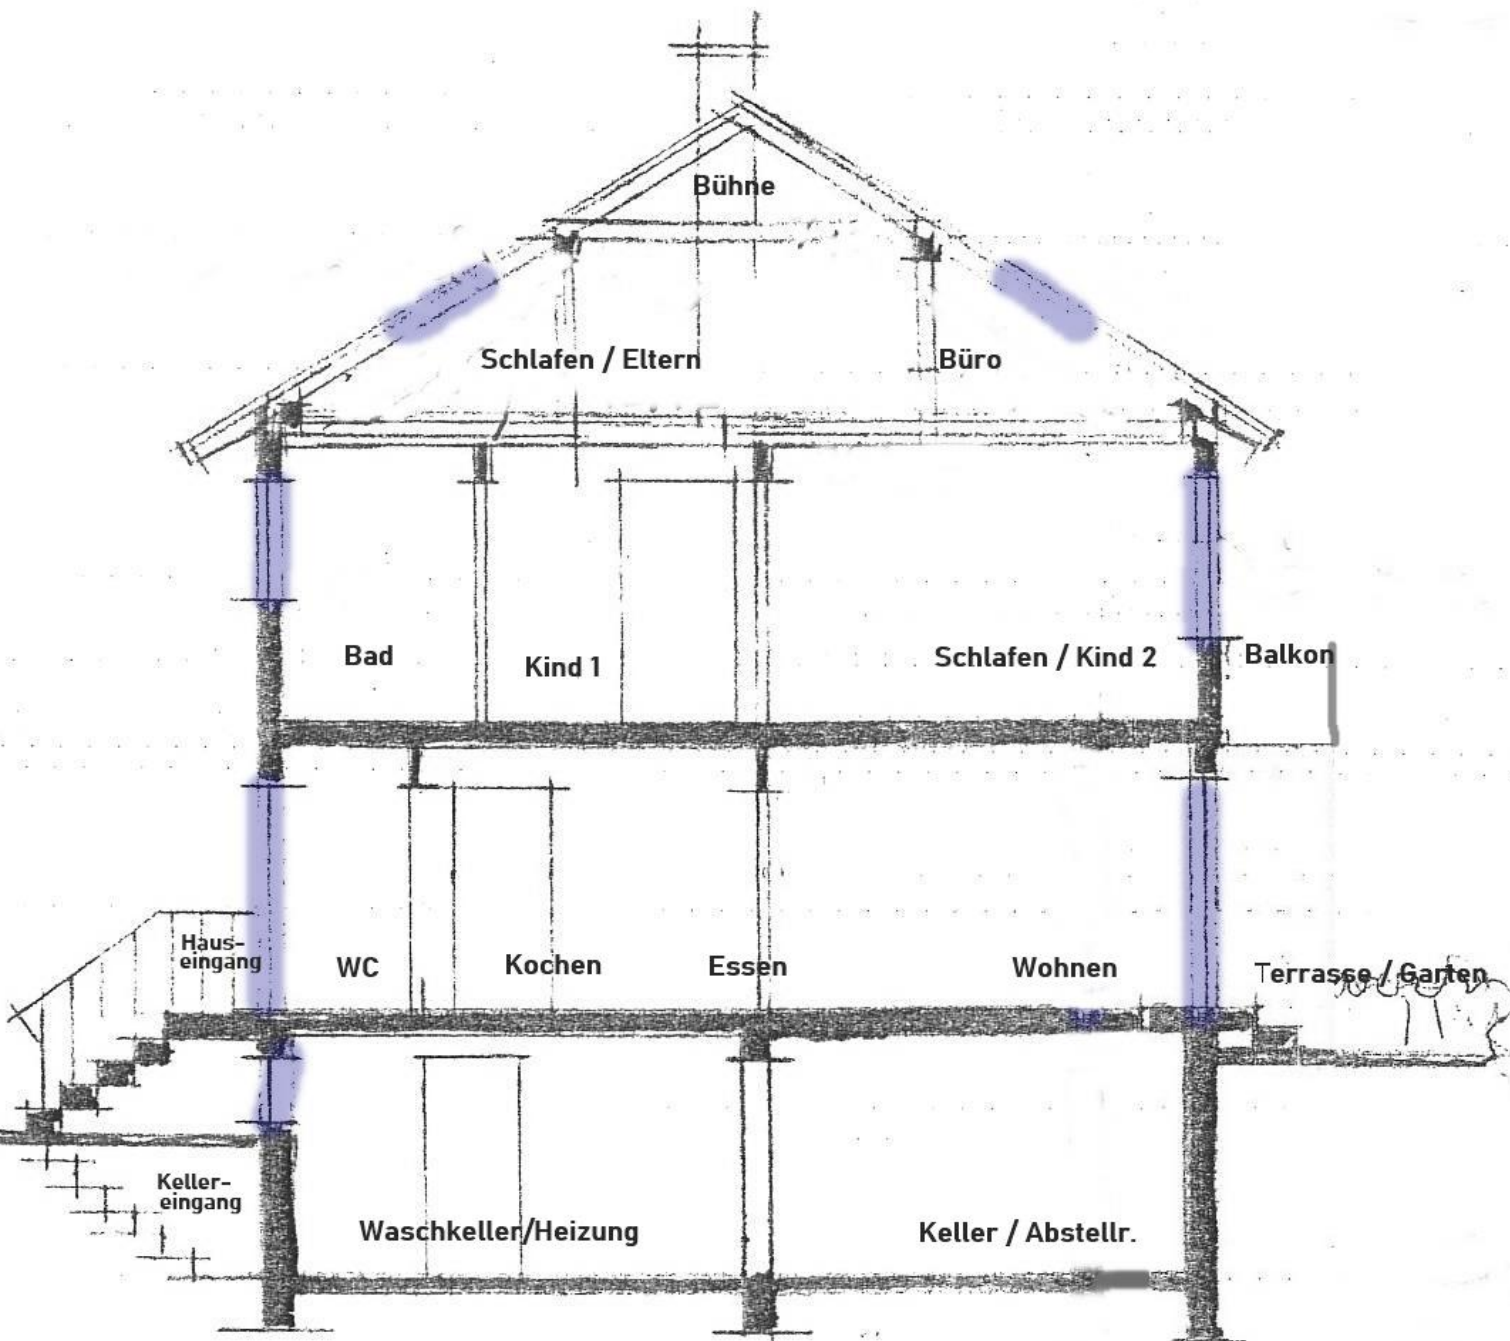 Bühne
Schlafen / Eltern
Büro
Bad
Kind 1
Schlafen / Kind 2
Balkon
Haus-
eingang
WC
Kochen
Essen
Wohnen
Terrasse / Garten
Keller-
eingang
Waschkeller/Heizung
Keller / Abstellr.